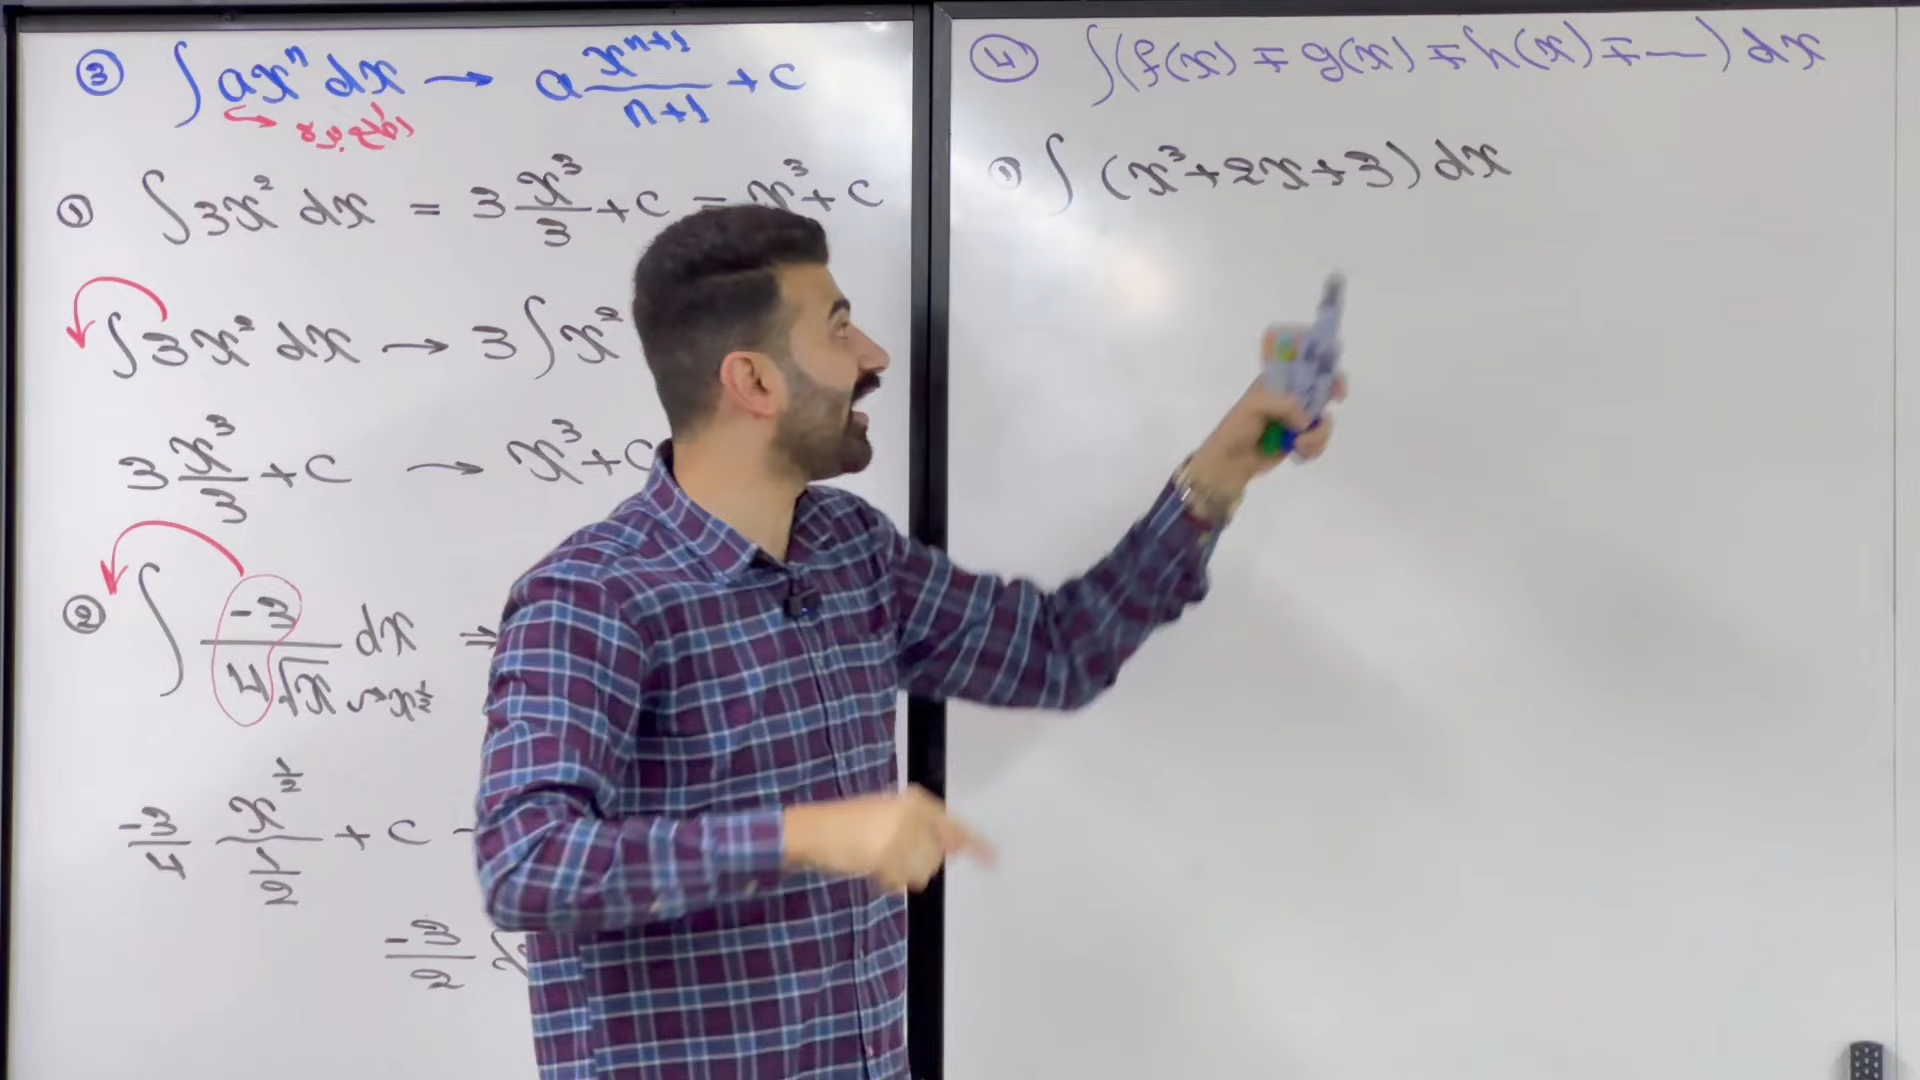 ③ ∫ axⁿ dx → a xⁿ⁺¹/n+1 + c
① ∫ 3x² dx = 3 x³/3 + c = x³ + c
∫ 3x² dx → 3 ∫ x²
3 x³/3 + c → x³ + c
② ∫ -3/4√x dx ⇒
→ x^½
-3/4 x^½/½ + c -
-3/2 √
④ ∫ (f(x) ∓ g(x) ∓ h(x) ∓ ---) dx
① ∫ (x³ + 2x + 3) dx